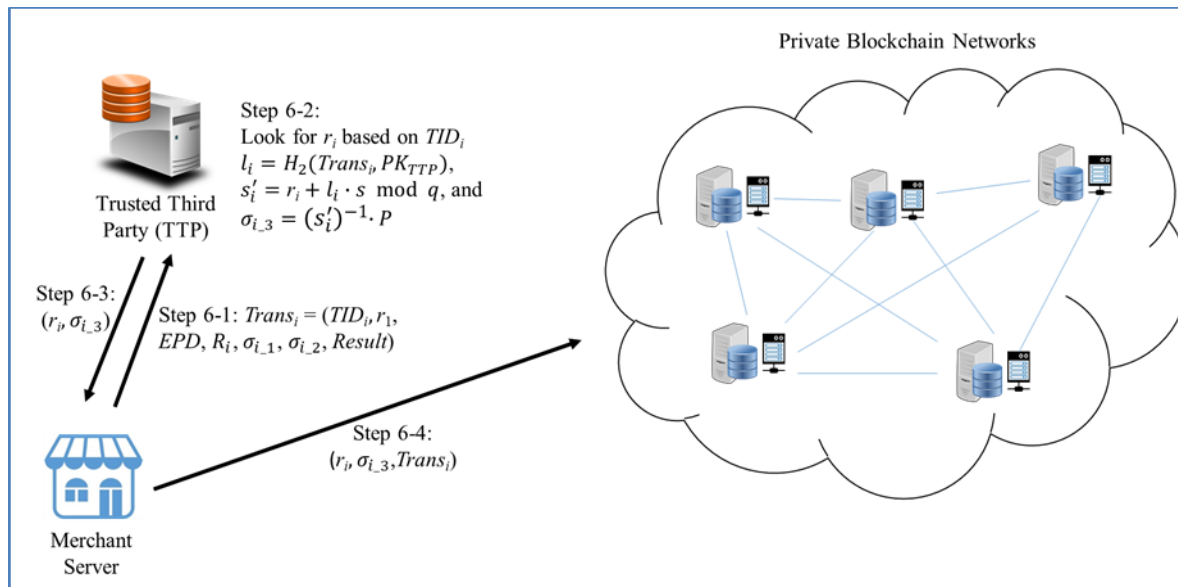 Private Blockchain Networks
Step 6-2:
Look for rᵢ based on TIDᵢ
lᵢ = H₂(Transᵢ, PK_TTP),
s′ᵢ = rᵢ + lᵢ · s mod q, and
σᵢ_₃ = (s′ᵢ)⁻¹· P
Trusted Third
Party (TTP)
Step 6-3:
(rᵢ, σᵢ_₃)
Step 6-1: Transᵢ = (TIDᵢ, r₁,
EPD, Rᵢ, σᵢ_₁, σᵢ_₂, Result)
Step 6-4:
(rᵢ, σᵢ_₃,Transᵢ)
Merchant
Server